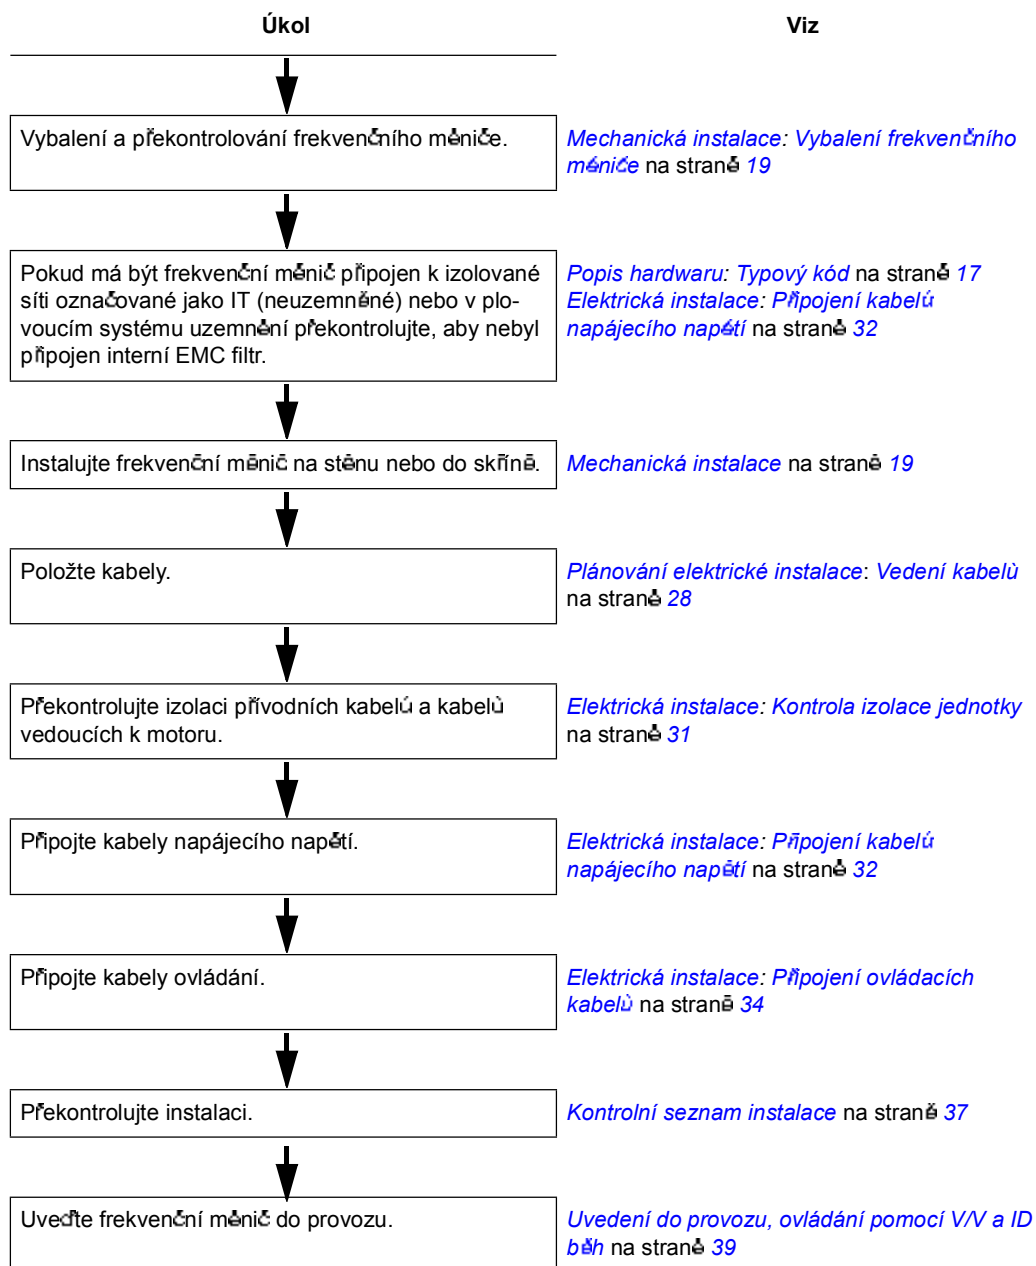 Úkol
Viz
Vybalení a překontrolování frekvenčního měniče.
Mechanická instalace: Vybalení frekvenčního
měniče na straně 19
Pokud má být frekvenční měnič připojen k izolované
síti označované jako IT (neuzemněné) nebo v plo-
voucím systému uzemnění překontrolujte, aby nebyl
připojen interní EMC filtr.
Popis hardwaru: Typový kód na straně 17
Elektrická instalace: Připojení kabelů
napájecího napětí na straně 32
Instalujte frekvenční měnič na stěnu nebo do skříně.
Mechanická instalace na straně 19
Položte kabely.
Plánování elektrické instalace: Vedení kabelů
na straně 28
Překontrolujte izolaci přívodních kabelů a kabelů
vedoucích k motoru.
Elektrická instalace: Kontrola izolace jednotky
na straně 31
Připojte kabely napájecího napětí.
Elektrická instalace: Připojení kabelů
napájecího napětí na straně 32
Připojte kabely ovládání.
Elektrická instalace: Připojení ovládacích
kabelů na straně 34
Překontrolujte instalaci.
Kontrolní seznam instalace na straně 37
Uveďte frekvenční měnič do provozu.
Uvedení do provozu, ovládání pomocí V/V a ID
běh na straně 39